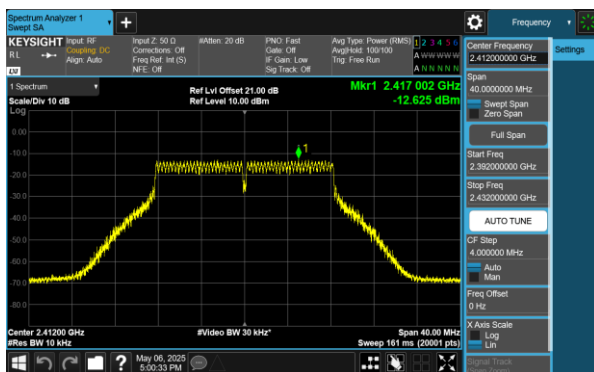 Spectrum Analyzer 1
Swept SA
Frequency
KEYSIGHT
RL
LXI
Input: RF
Coupling: DC
Align: Auto
Input Z: 50 Ω
Corrections: Off
Freq Ref: Int (S)
NFE: Off
#Atten: 20 dB
PNO: Fast
Gate: Off
IF Gain: Low
Sig Track: Off
Avg Type: Power (RMS)
Avg|Hold: 100/100
Trig: Free Run
1 2 3 4 5 6
A W W W W W
A N N N N N
1 Spectrum
Scale/Div 10 dB
Log
Ref Lvl Offset 21.00 dB
Ref Level 10.00 dBm
Mkr1 2.417 002 GHz
-12.625 dBm
1
0.00
-10.0
-20.0
-30.0
-40.0
-50.0
-60.0
-70.0
-80.0
Center 2.41200 GHz
#Res BW 10 kHz
#Video BW 30 kHz*
Span 40.00 MHz
Sweep 161 ms (20001 pts)
May 06, 2025
5:00:33 PM
Center Frequency
2.412000000 GHz
Span
40.0000000 MHz
Swept Span
Zero Span
Full Span
Start Freq
2.392000000 GHz
Stop Freq
2.432000000 GHz
AUTO TUNE
CF Step
4.000000 MHz
Auto
Man
Freq Offset
0 Hz
X Axis Scale
Log
Lin
Signal Track
Settings